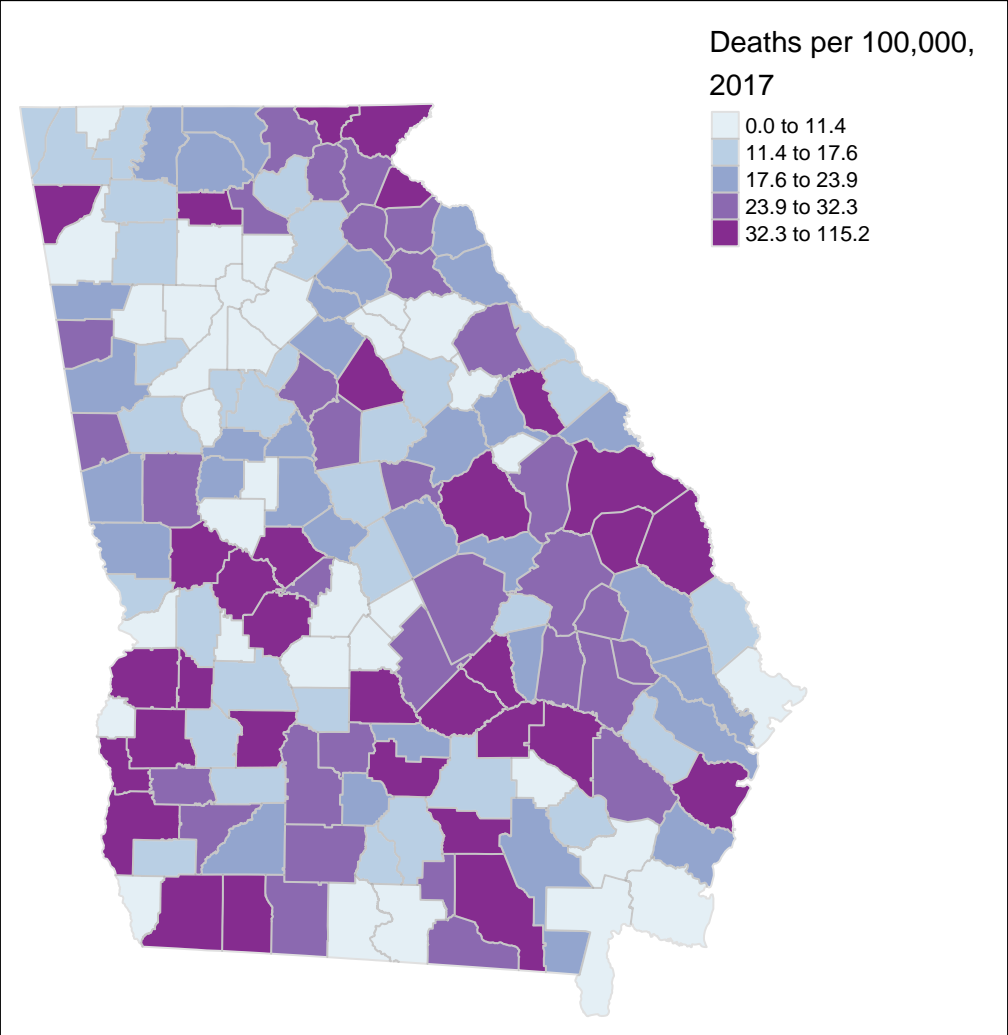 Deaths per 100,000,
2017
0.0 to 11.4
11.4 to 17.6
17.6 to 23.9
23.9 to 32.3
32.3 to 115.2